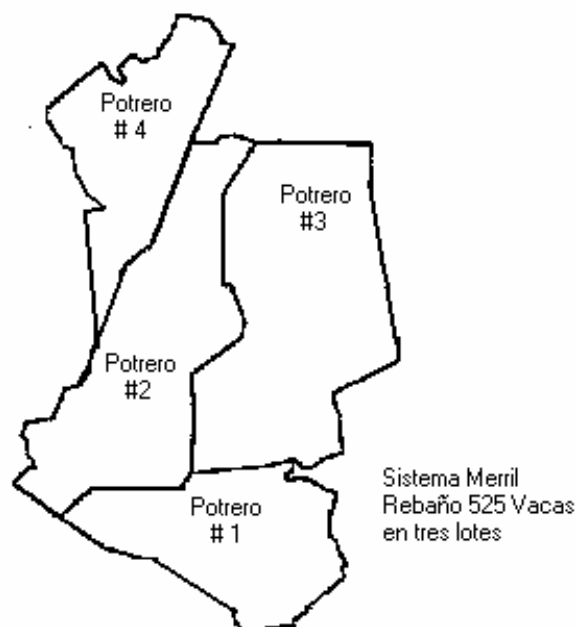 Potrero
# 4
Potrero
#3
Potrero
#2
Potrero
# 1
Sistema Merril
Rebaño 525 Vacas
en tres lotes